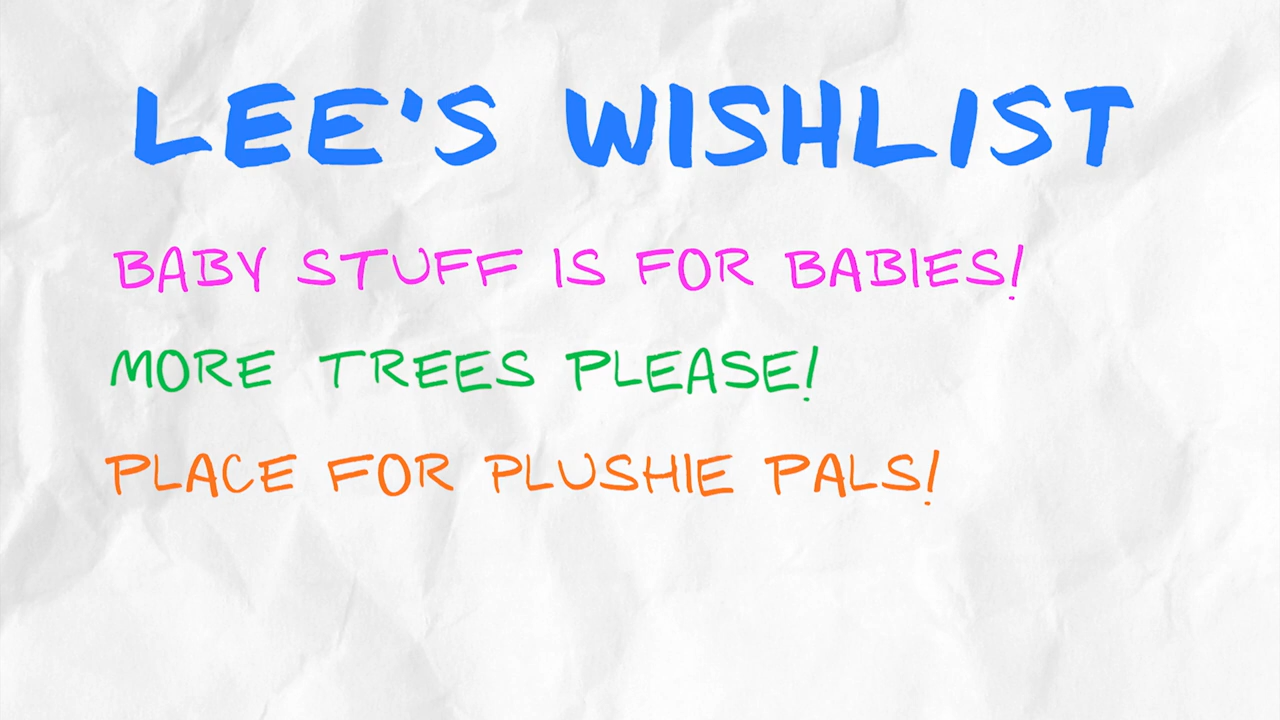 LEE'S WISHLIST
BABY STUFF IS FOR BABIES!
MORE TREES PLEASE!
PLACE FOR PLUSHIE PALS!